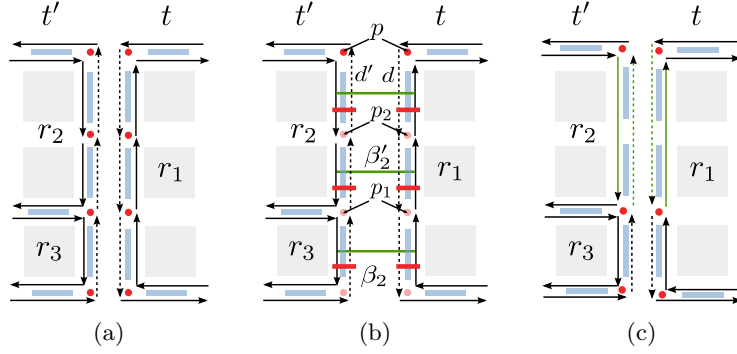 t′ t
r₂
r₁
r₃
(a)
t′ p t
d′ d
r₂ p₂
β′₂ r₁
p₁
r₃
β₂
(b)
t′ t
r₂
r₁
r₃
(c)